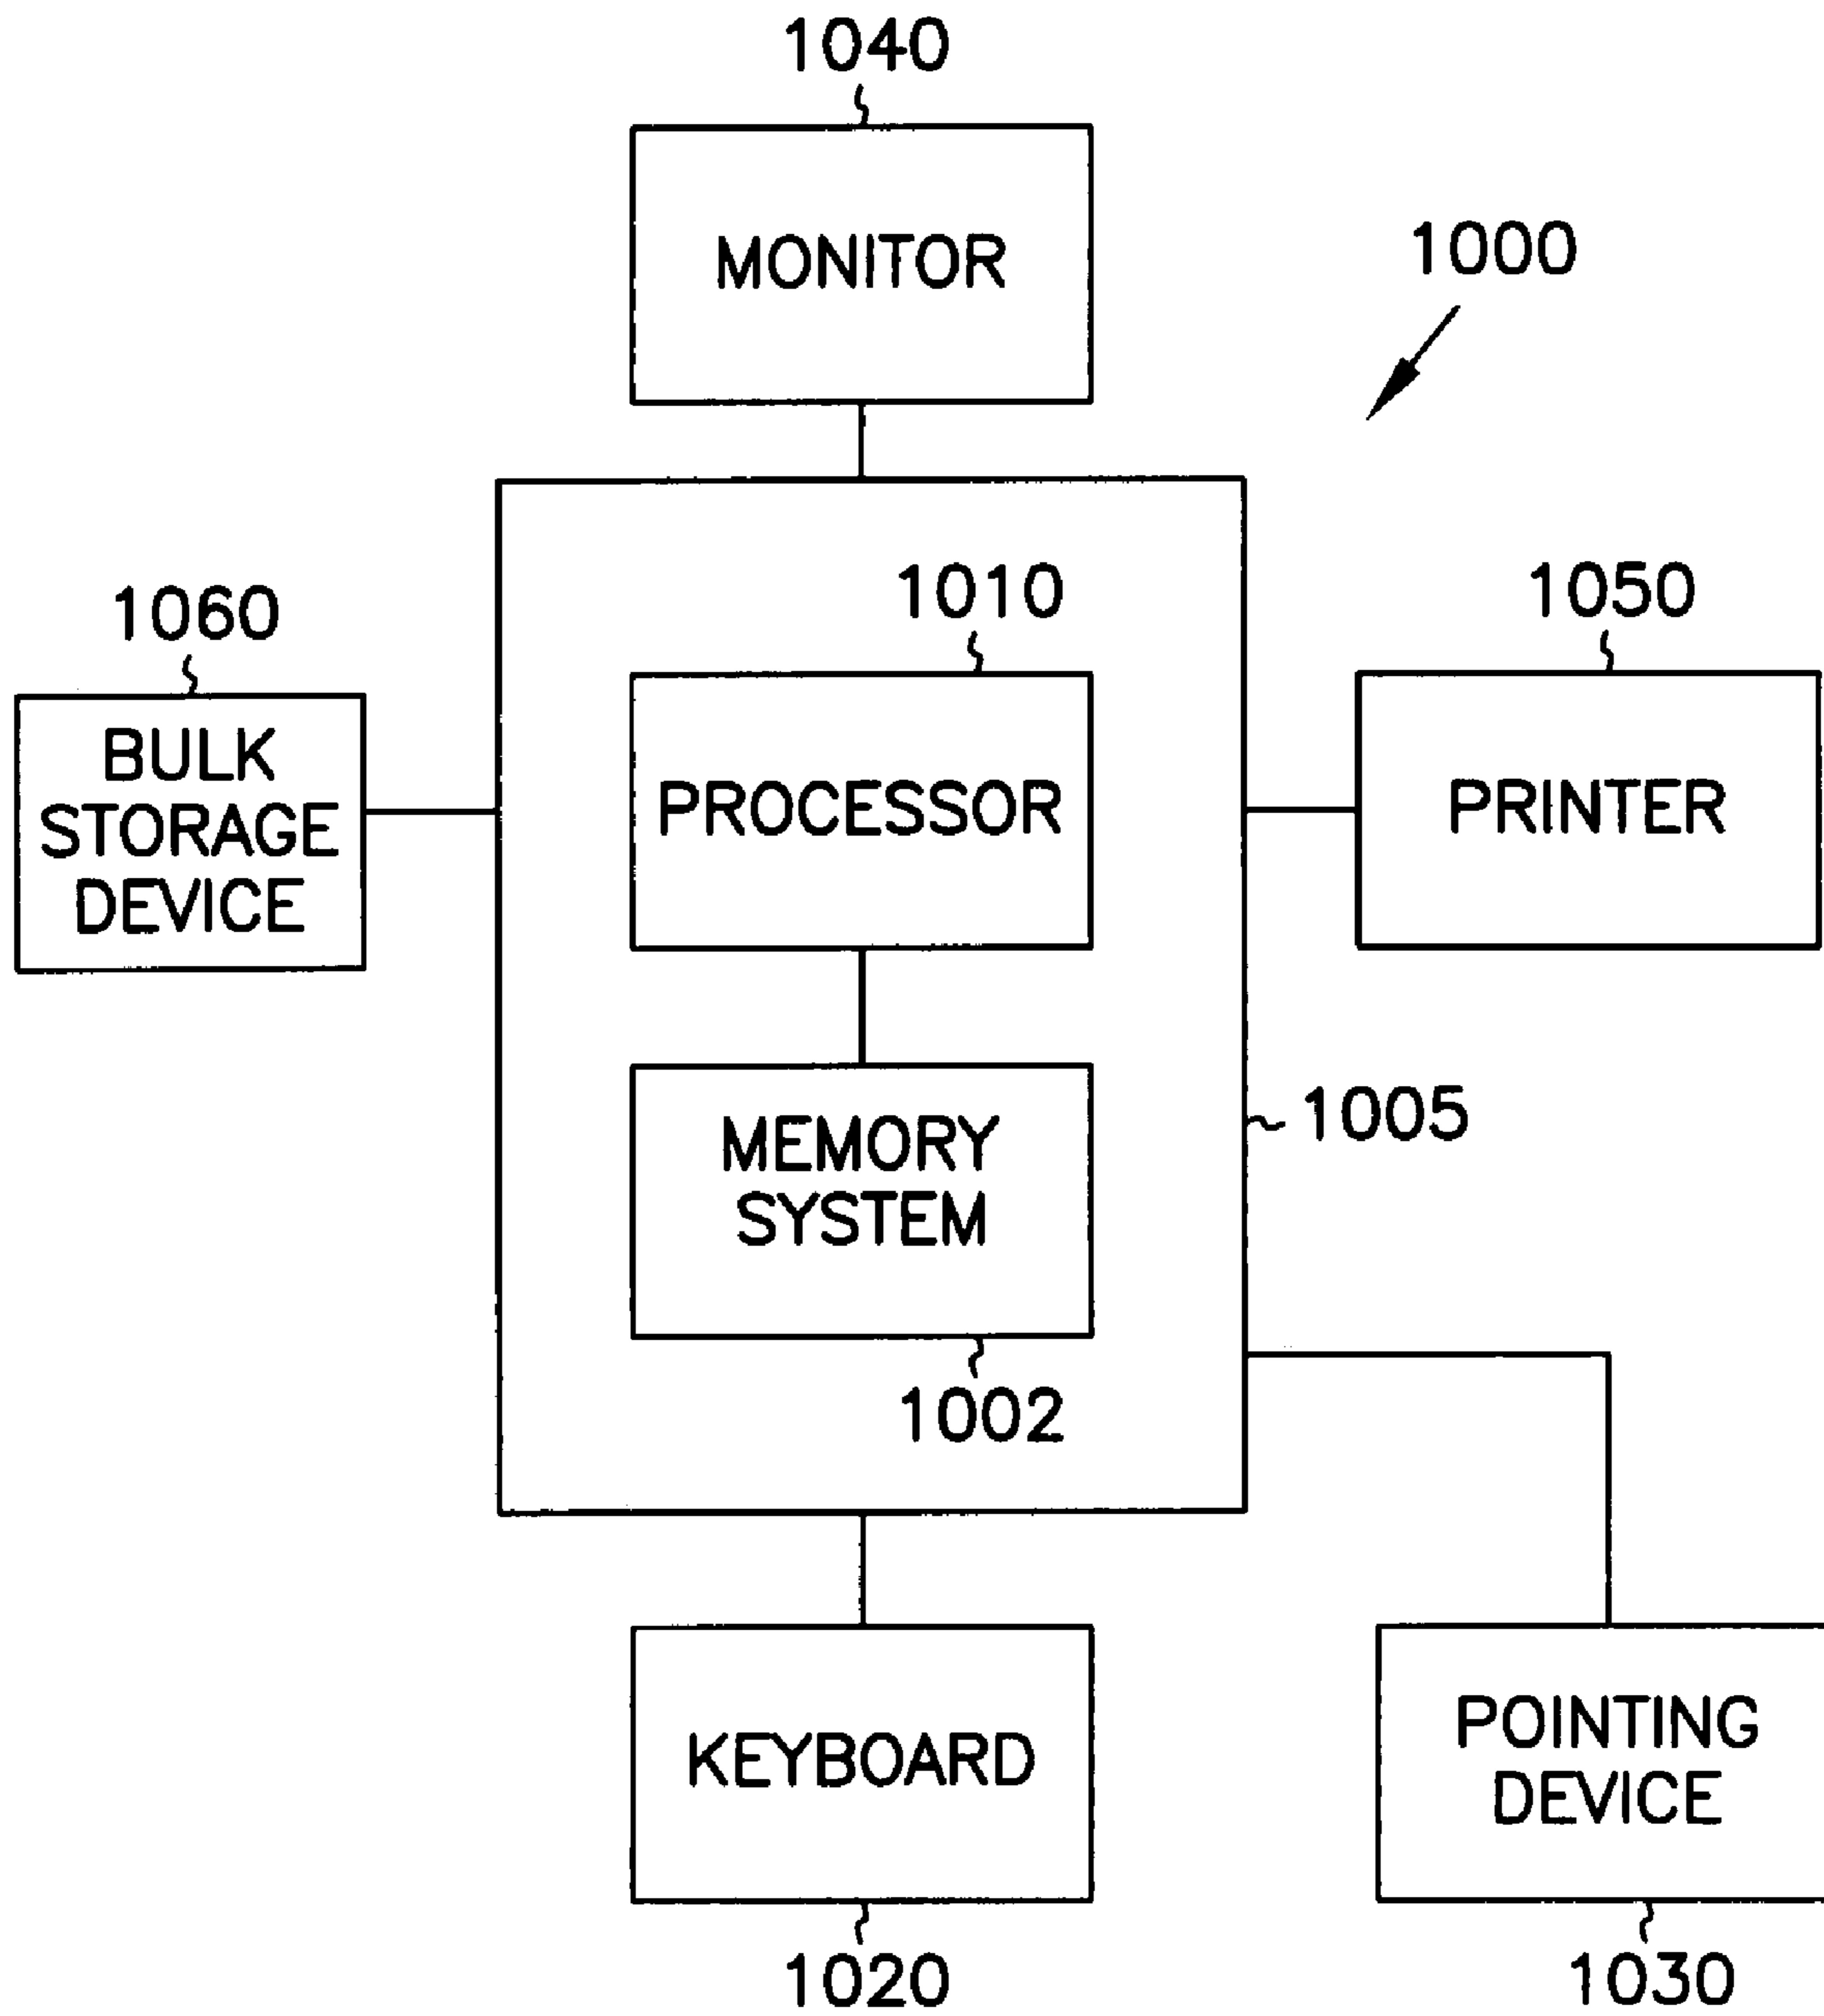 1040
MONITOR
1000
1010
1050
1060
PROCESSOR
PRINTER
BULK
STORAGE
DEVICE
MEMORY
SYSTEM
1005
1002
KEYBOARD
POINTING
DEVICE
1020
1030